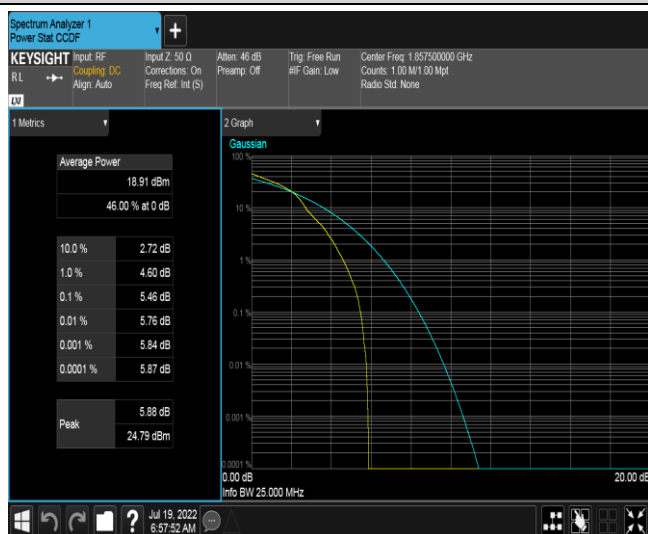 Spectrum Analyzer 1
Power Stat CCDF
+
KEYSIGHT
RL
LXI
Input: RF
Coupling: DC
Align: Auto
Input Z: 50 Ω
Corrections: On
Freq Ref: Int (S)
Atten: 46 dB
Preamp: Off
Trig: Free Run
#IF Gain: Low
Center Freq: 1.857500000 GHz
Counts: 1.00 M/1.00 Mpt
Radio Std: None
1 Metrics
Average Power
18.91 dBm
46.00 % at 0 dB
10.0 % 2.72 dB
1.0 % 4.60 dB
0.1 % 5.46 dB
0.01 % 5.76 dB
0.001 % 5.84 dB
0.0001 % 5.87 dB
Peak
5.88 dB
24.79 dBm
2 Graph
Gaussian
100 %
10 %
1 %
0.1 %
0.01 %
0.001 %
0.0001 %
0.00 dB 20.00 dB
Info BW 25.000 MHz
?
Jul 19, 2022
6:57:52 AM